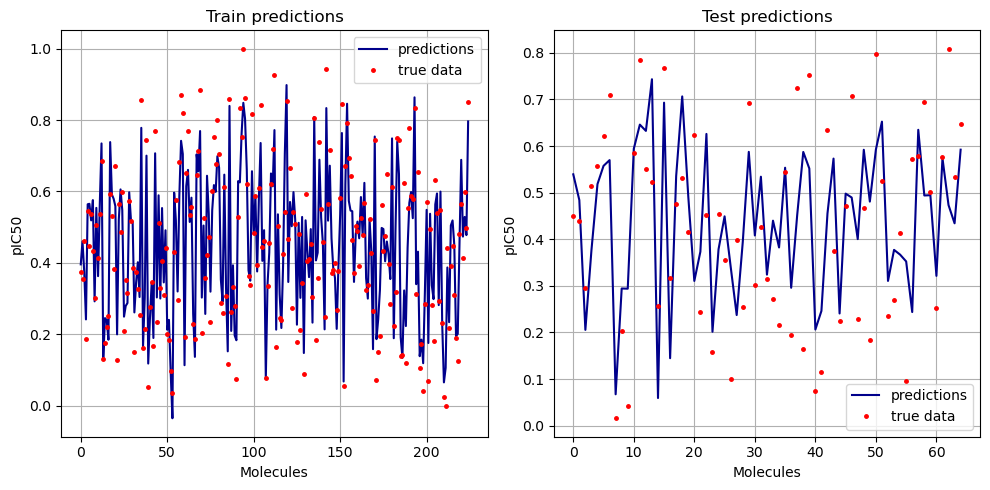 Train predictions
1.0
0.8
0.6
0.4
0.2
0.0
pIC50
0
50
100
150
200
Molecules
predictions
true data
Test predictions
0.8
0.7
0.6
0.5
0.4
0.3
0.2
0.1
0.0
pIC50
0
10
20
30
40
50
60
Molecules
predictions
true data